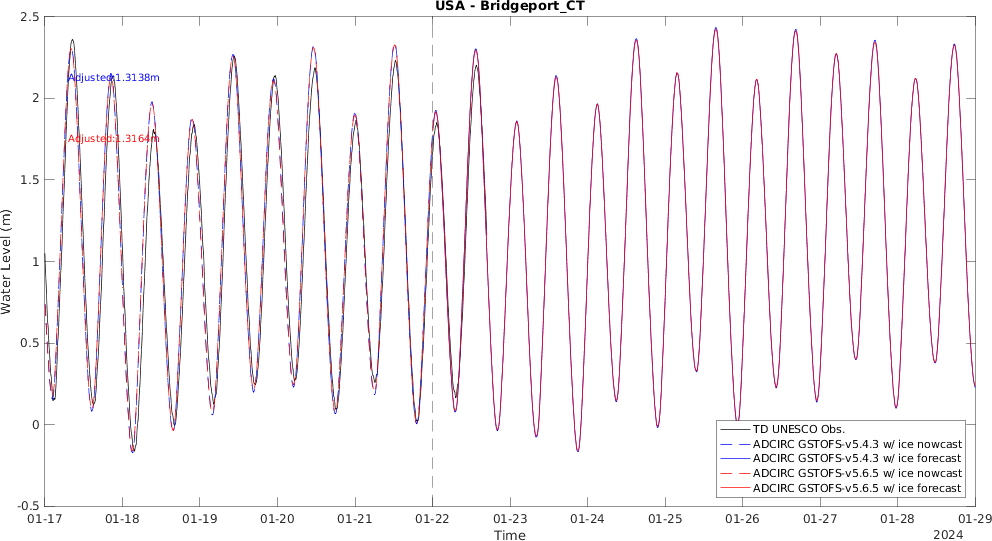 USA - Bridgeport_CT
2.5
2
1.5
1
0.5
0
-0.5
Water Level (m)
Adjusted:1.3138m
Adjusted:1.3164m
TD UNESCO Obs.
ADCIRC GSTOFS-v5.4.3 w/ ice nowcast
ADCIRC GSTOFS-v5.4.3 w/ ice forecast
ADCIRC GSTOFS-v5.6.5 w/ ice nowcast
ADCIRC GSTOFS-v5.6.5 w/ ice forecast
01-17 01-18 01-19 01-20 01-21 01-22 01-23 01-24 01-25 01-26 01-27 01-28 01-29
Time
2024